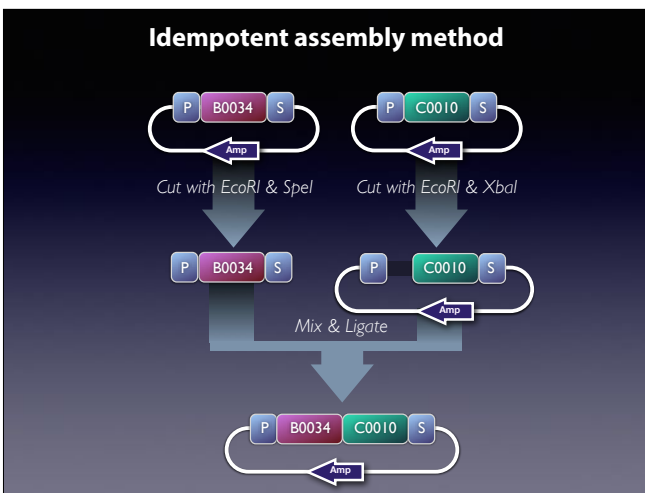 Idempotent assembly method
P B0034 S P C0010 S
Amp Amp
Cut with EcoRI & SpeI Cut with EcoRI & XbaI
P B0034 S P C0010 S
Amp
Mix & Ligate
P B0034 C0010 S
Amp